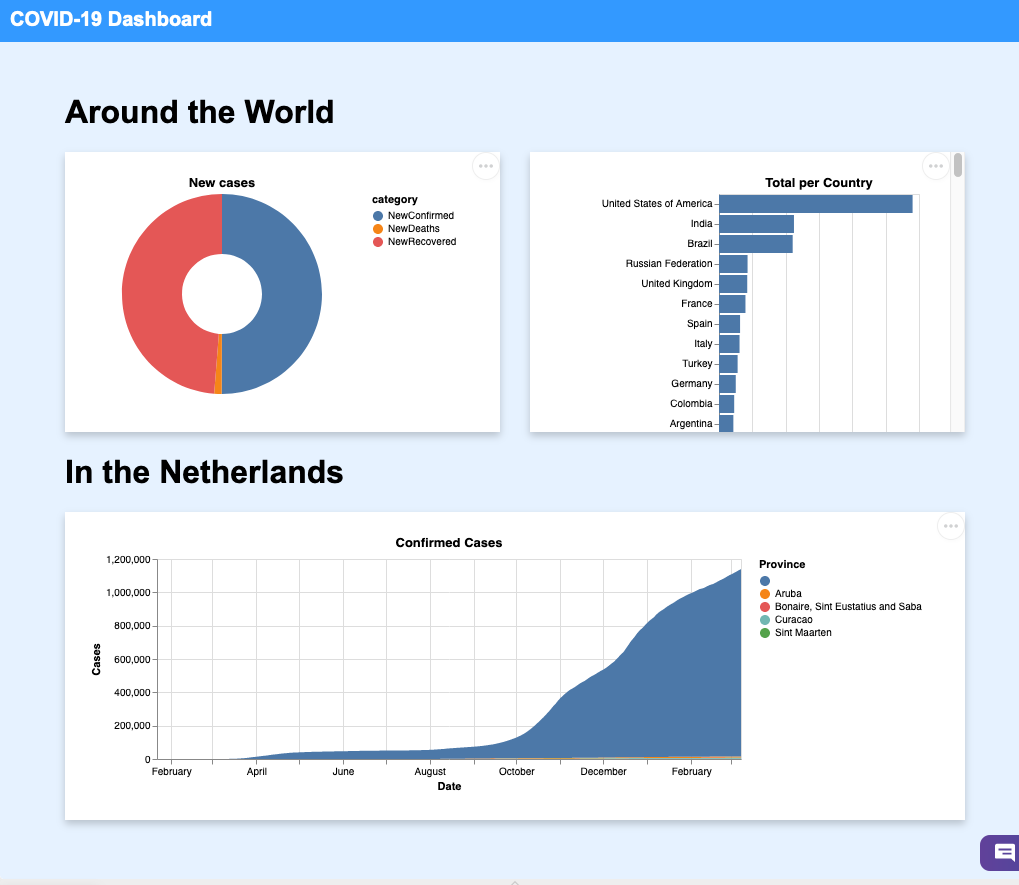 COVID-19 Dashboard
Around the World
New cases
category
NewConfirmed
NewDeaths
NewRecovered
Total per Country
United States of America
India
Brazil
Russian Federation
United Kingdom
France
Spain
Italy
Turkey
Germany
Colombia
Argentina
In the Netherlands
Confirmed Cases
1,200,000
1,000,000
800,000
600,000
400,000
200,000
0
Cases
February April June August October December February
Date
Province
Aruba
Bonaire, Sint Eustatius and Saba
Curacao
Sint Maarten